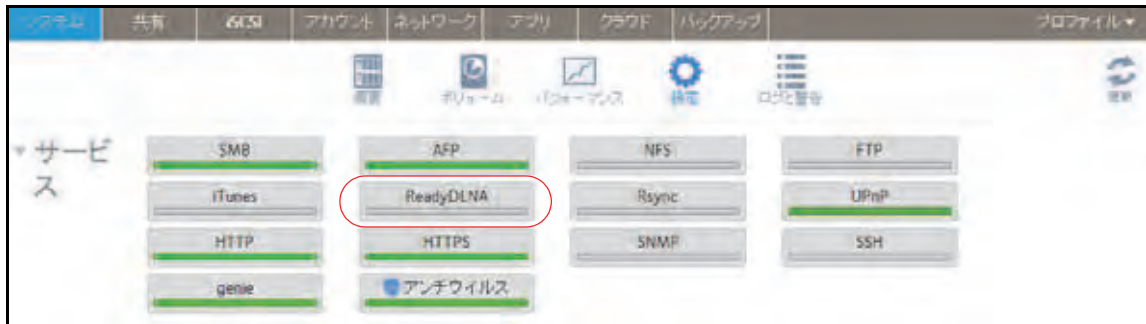 システム 共有 iSCSI アカウント ネットワーク アプリ クラウド バックアップ プロファイル▼
概要 ボリューム パフォーマンス 設定 ログと警告 更新
サービ
ス
SMB AFP NFS FTP
iTunes ReadyDLNA Rsync UPnP
HTTP HTTPS SNMP SSH
genie アンチウイルス